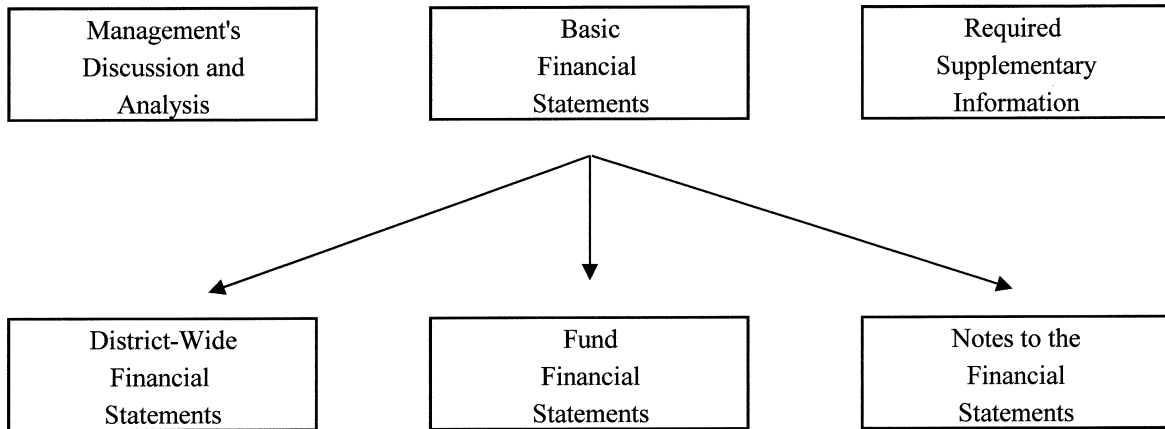 Management's
Discussion and
Analysis
Basic
Financial
Statements
Required
Supplementary
Information
District-Wide
Financial
Statements
Fund
Financial
Statements
Notes to the
Financial
Statements